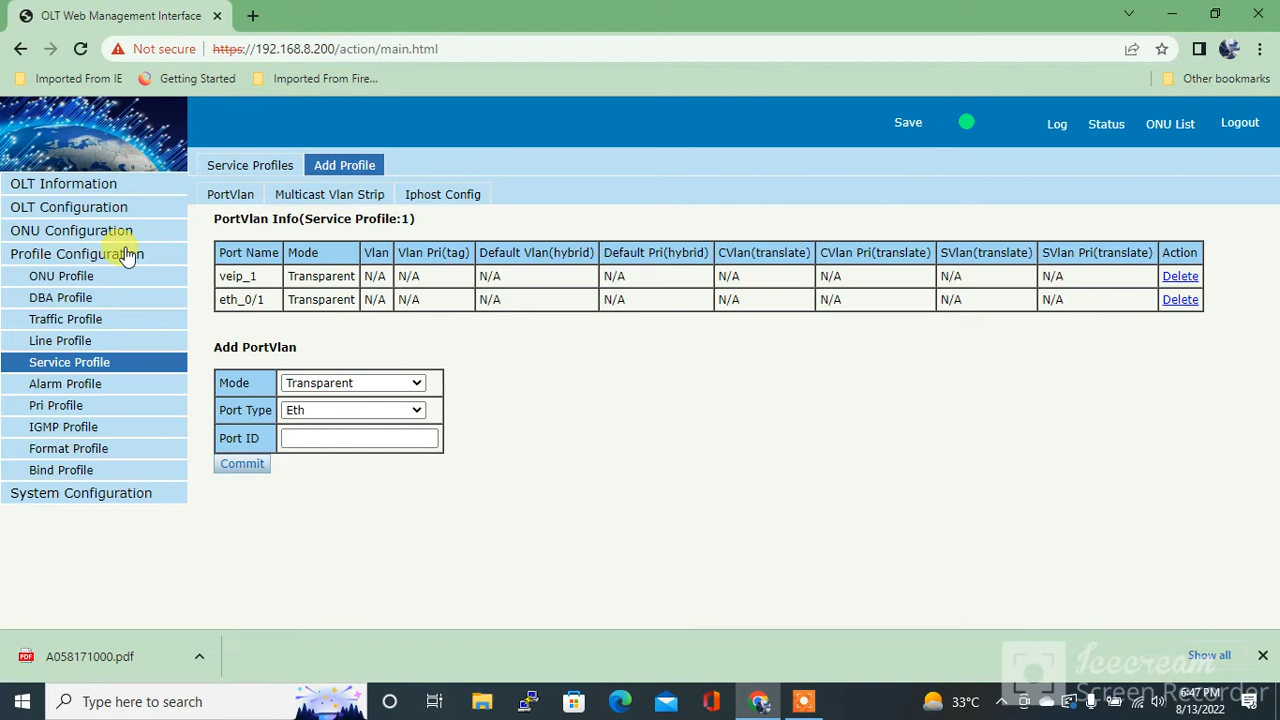 OLT Web Management Interface
Not secure https://192.168.8.200/action/main.html
Imported From IE Getting Started Imported From Fire... Other bookmarks
Save Log Status ONU List Logout
Service Profiles Add Profile
PortVlan Multicast Vlan Strip Iphost Config
OLT Information
OLT Configuration
ONU Configuration
Profile Configuration
ONU Profile
DBA Profile
Traffic Profile
Line Profile
Service Profile
Alarm Profile
Pri Profile
IGMP Profile
Format Profile
Bind Profile
System Configuration
PortVlan Info(Service Profile:1)
Port Name Mode Vlan Vlan Pri(tag) Default Vlan(hybrid) Default Pri(hybrid) CVlan(translate) CVlan Pri(translate) SVlan(translate) SVlan Pri(translate) Action
veip_1 Transparent N/A N/A N/A N/A N/A N/A N/A N/A Delete
eth_0/1 Transparent N/A N/A N/A N/A N/A N/A N/A N/A Delete
Add PortVlan
Mode Transparent
Port Type Eth
Port ID
Commit
A058171000.pdf Show all
Icecream
Screen Recorder
Type here to search 33°C 6:47 PM
8/13/2022